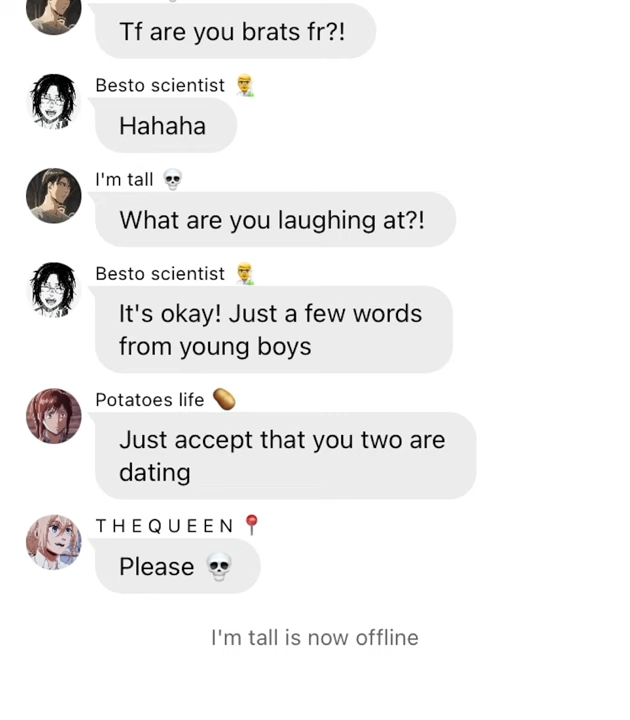 Tf are you brats fr?!
Besto scientist 👨‍🔬
Hahaha
I'm tall 💀
What are you laughing at?!
Besto scientist 👨‍🔬
It's okay! Just a few words
from young boys
Potatoes life 🥔
Just accept that you two are
dating
T H E Q U E E N 📍
Please 💀
I'm tall is now offline